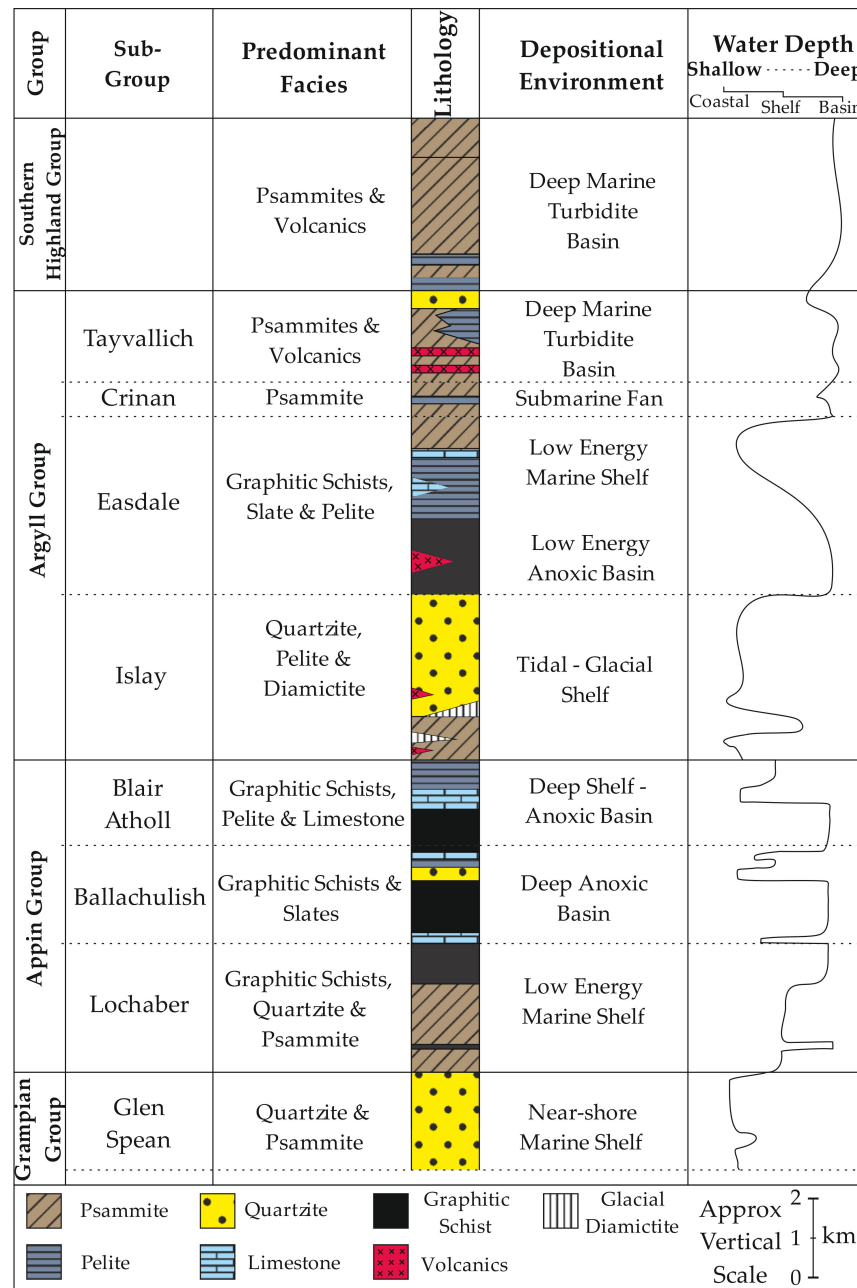 Group
Sub-
Group
Predominant
Facies
Lithology
Depositional
Environment
Water Depth
Shallow ······ Deep
Coastal
Shelf
Basin
Southern
Highland Group
Psammites &
Volcanics
Deep Marine
Turbidite
Basin
Argyll Group
Tayvallich
Psammites &
Volcanics
Deep Marine
Turbidite
Basin
Crinan
Psammite
Submarine Fan
Easdale
Graphitic Schists,
Slate & Pelite
Low Energy
Marine Shelf
Low Energy
Anoxic Basin
Islay
Quartzite,
Pelite &
Diamictite
Tidal - Glacial
Shelf
Appin Group
Blair
Atholl
Graphitic Schists,
Pelite & Limestone
Deep Shelf -
Anoxic Basin
Ballachulish
Graphitic Schists &
Slates
Deep Anoxic
Basin
Lochaber
Graphitic Schists,
Quartzite &
Psammite
Low Energy
Marine Shelf
Grampian
Group
Glen
Spean
Quartzite &
Psammite
Near-shore
Marine Shelf
Psammite
Quartzite
Graphitic
Schist
Glacial
Diamictite
Pelite
Limestone
Volcanics
Approx
Vertical
Scale
2
1
0
km